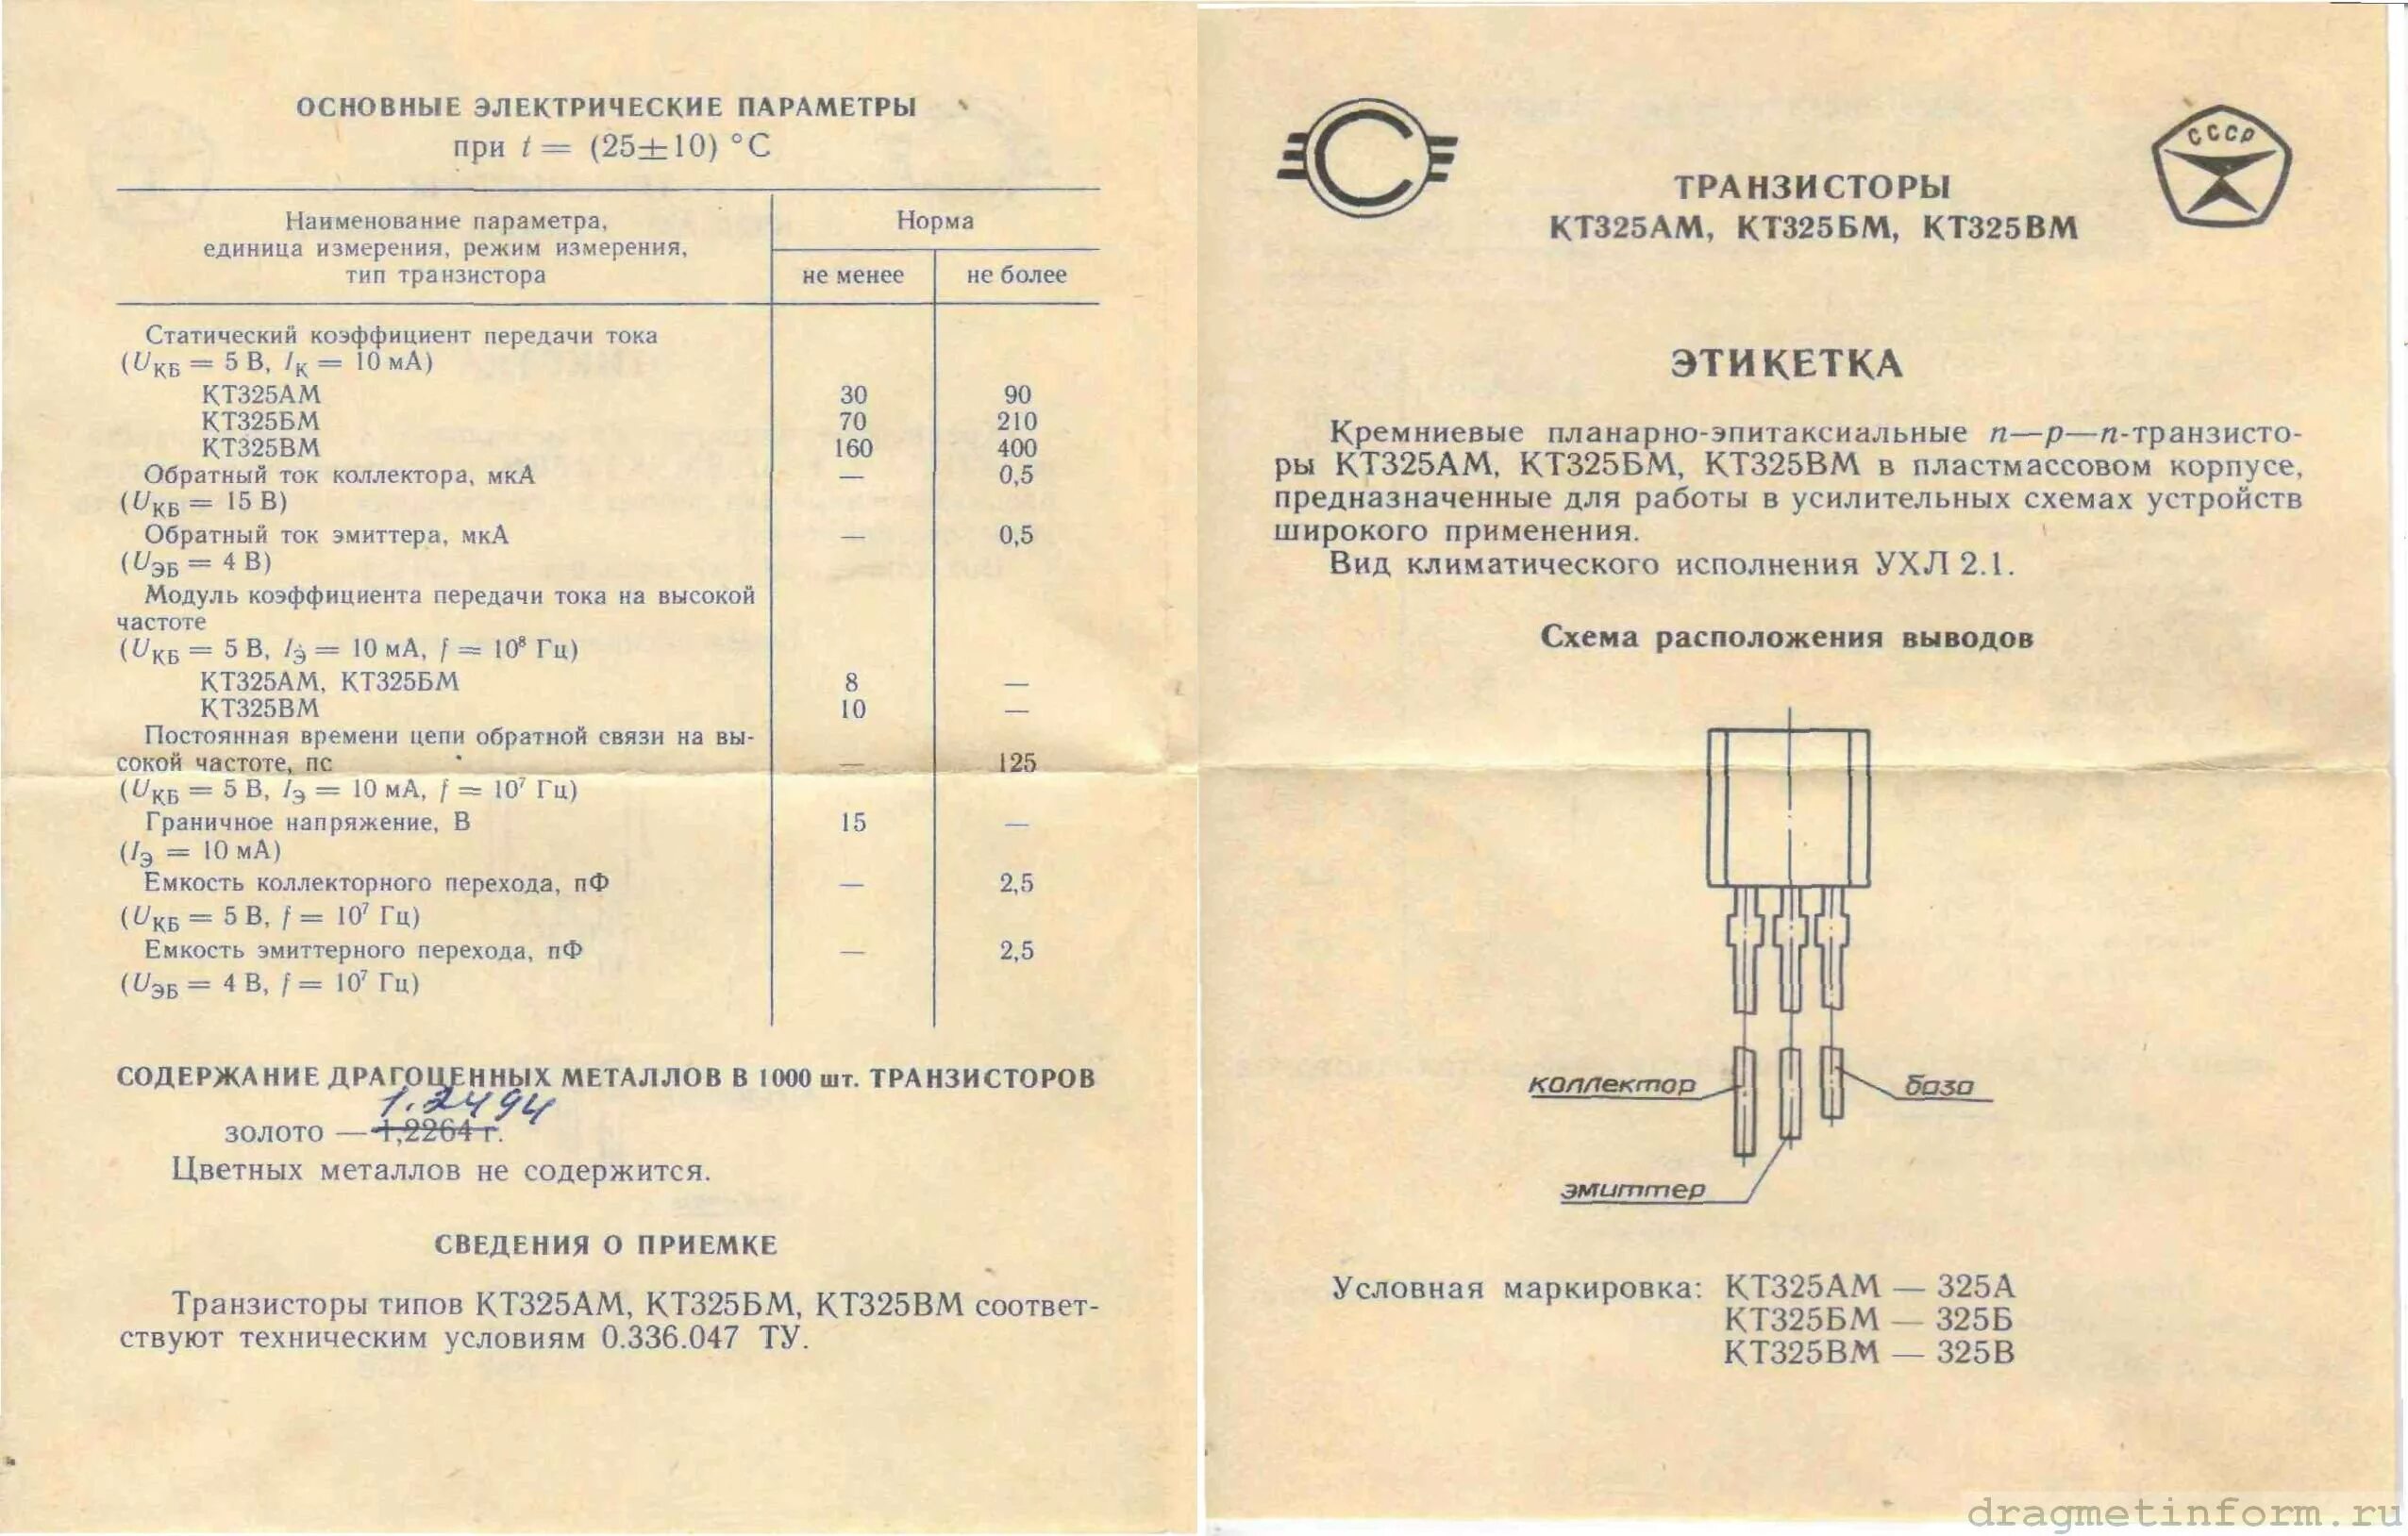 ОСНОВНЫЕ ЭЛЕКТРИЧЕСКИЕ ПАРАМЕТРЫ
при t = (25±10) °С
Наименование параметра,
единица измерения, режим измерения,
тип транзистора
Норма
не менее
не более
Статический коэффициент передачи тока
(UКБ = 5 В, IК = 10 мА)
КТ325АМ 30 90
КТ325БМ 70 210
КТ325ВМ 160 400
Обратный ток коллектора, мкА — 0,5
(UКБ = 15 В)
Обратный ток эмиттера, мкА — 0,5
(UЭБ = 4 В)
Модуль коэффициента передачи тока на высокой
частоте
(UКБ = 5 В, IЭ = 10 мА, f = 10⁸ Гц)
КТ325АМ, КТ325БМ 8 —
КТ325ВМ 10 —
Постоянная времени цепи обратной связи на вы-
сокой частоте, пс — 125
(UКБ = 5 В, IЭ = 10 мА, f = 10⁷ Гц)
Граничное напряжение, В 15 —
(IЭ = 10 мА)
Емкость коллекторного перехода, пФ — 2,5
(UКБ = 5 В, f = 10⁷ Гц)
Емкость эмиттерного перехода, пФ — 2,5
(UЭБ = 4 В, f = 10⁷ Гц)
СОДЕРЖАНИЕ ДРАГОЦЕННЫХ МЕТАЛЛОВ В 1000 шт. ТРАНЗИСТОРОВ
1.2494
золото — 1,2264 г.
Цветных металлов не содержится.
СВЕДЕНИЯ О ПРИЕМКЕ
Транзисторы типов КТ325АМ, КТ325БМ, КТ325ВМ соответ-
ствуют техническим условиям 0.336.047 ТУ.
СССР
ТРАНЗИСТОРЫ
КТ325АМ, КТ325БМ, КТ325ВМ
ЭТИКЕТКА
Кремниевые планарно-эпитаксиальные n—p—n-транзисто-
ры КТ325АМ, КТ325БМ, КТ325ВМ в пластмассовом корпусе,
предназначенные для работы в усилительных схемах устройств
широкого применения.
Вид климатического исполнения УХЛ 2.1.
Схема расположения выводов
коллектор
база
эмиттер
Условная маркировка: КТ325АМ — 325А
КТ325БМ — 325Б
КТ325ВМ — 325В
dragmetinform.ru